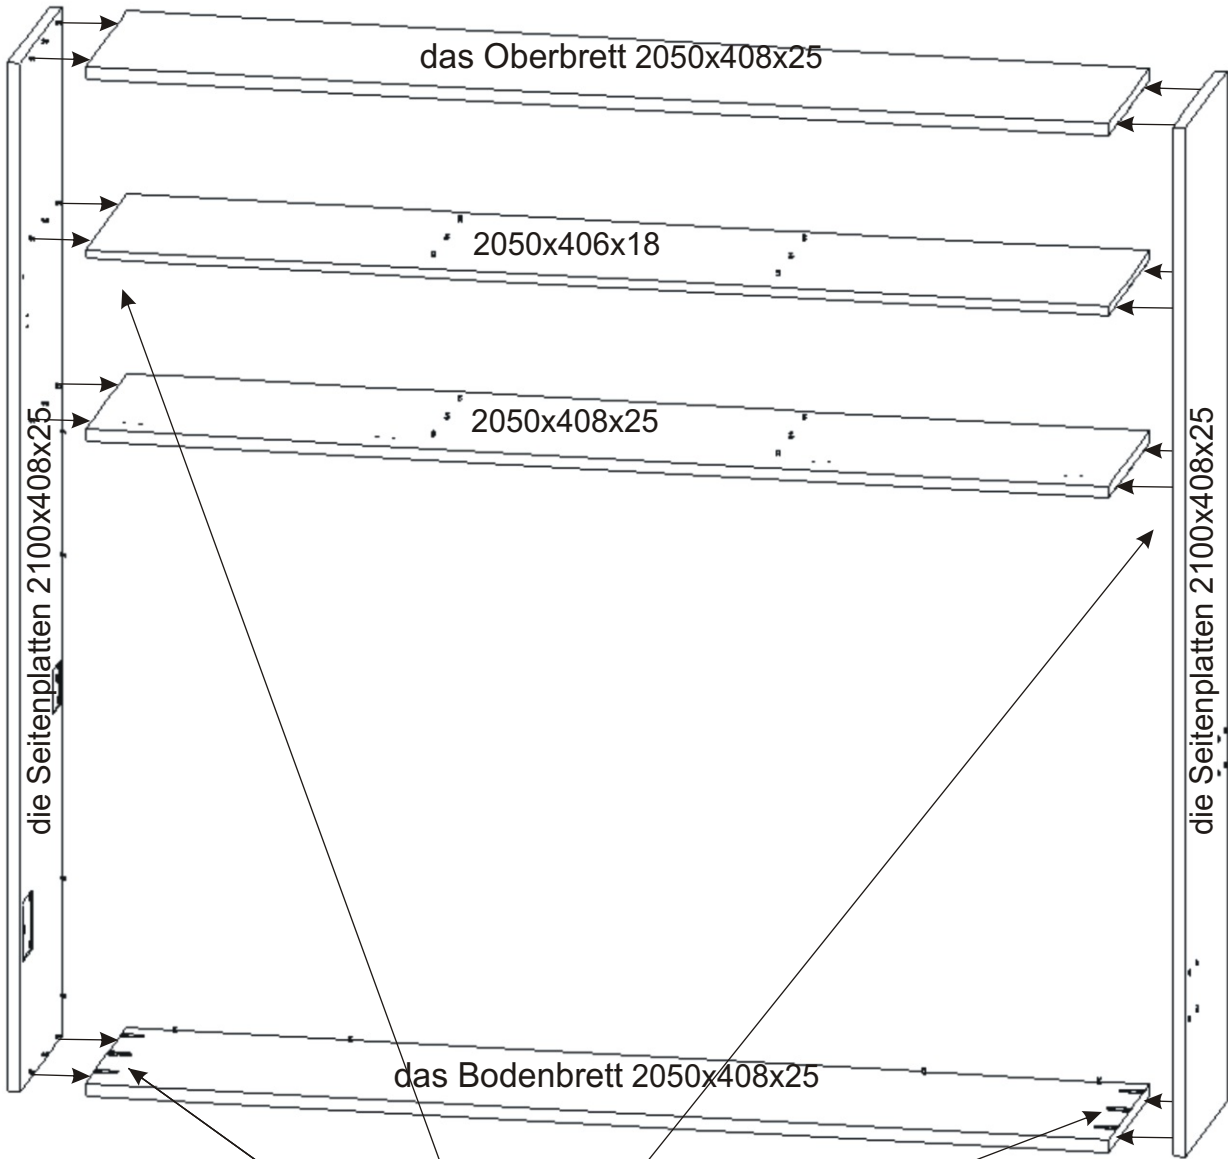 das Oberbrett 2050x408x25
2050x406x18
2050x408x25
die Seitenplatten 2100x408x25
die Seitenplatten 2100x408x25
das Bodenbrett 2050x408x25